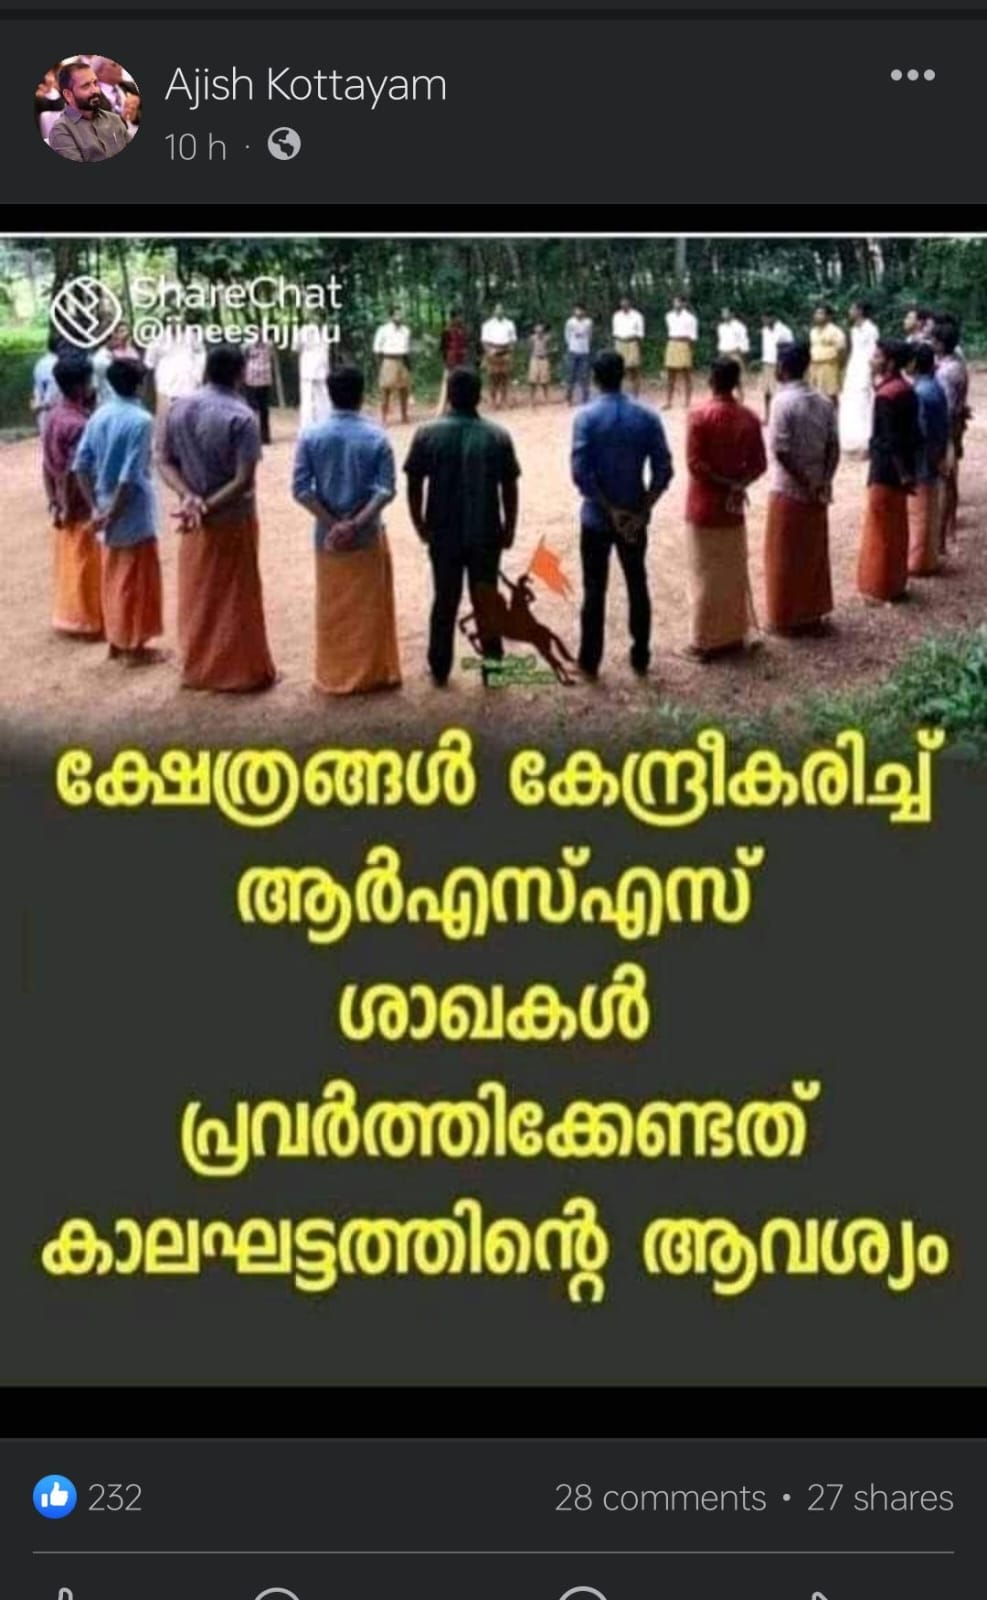 Ajish Kottayam
10 h ·
ShareChat
@jineeshjinu
ക്ഷേത്രങ്ങൾ കേന്ദ്രീകരിച്ച്
ആർഎസ്എസ്
ശാഖകൾ
പ്രവർത്തിക്കേണ്ടത്
കാലഘട്ടത്തിന്റെ ആവശ്യം
232
28 comments • 27 shares